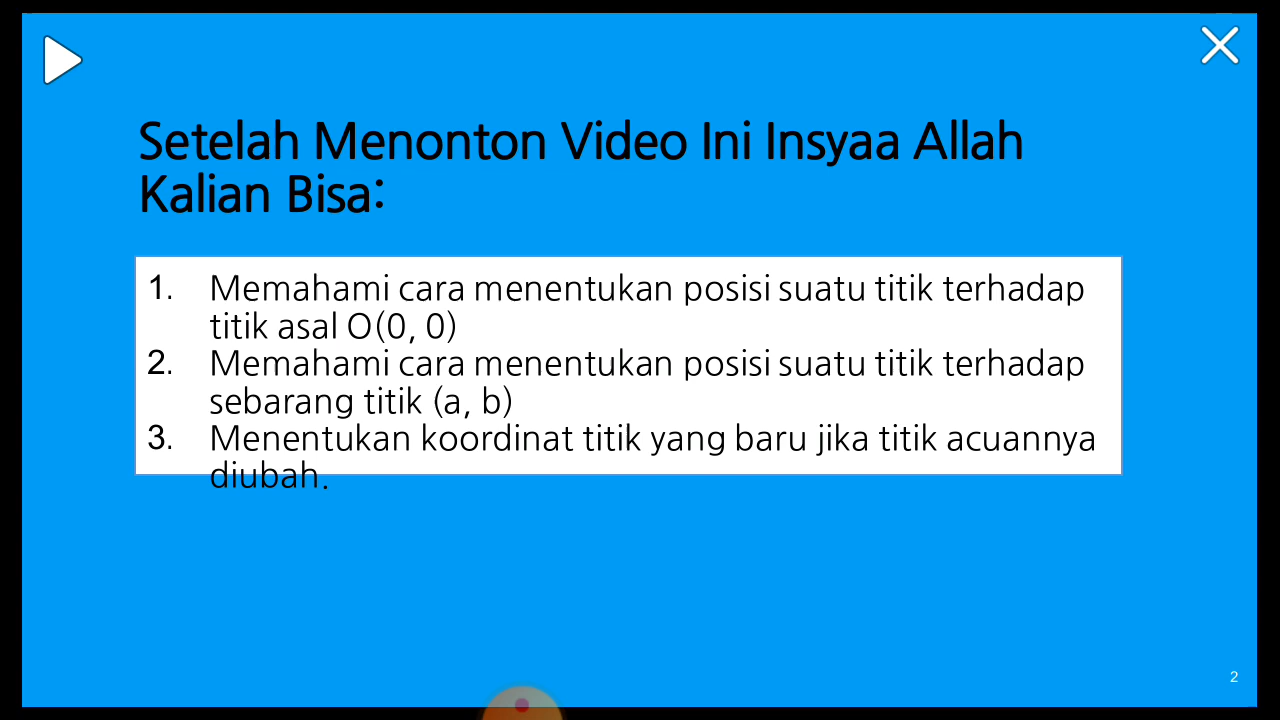 Setelah Menonton Video Ini Insyaa Allah
Kalian Bisa:
1. Memahami cara menentukan posisi suatu titik terhadap
titik asal O(0, 0)
2. Memahami cara menentukan posisi suatu titik terhadap
sebarang titik (a, b)
3. Menentukan koordinat titik yang baru jika titik acuannya
diubah.
2